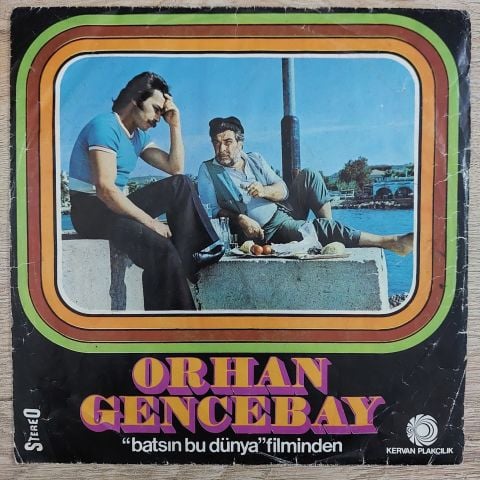 ORHAN
GENCEBAY
"batsın bu dünya" filminden
STEREO
KERVAN PLAKÇILIK